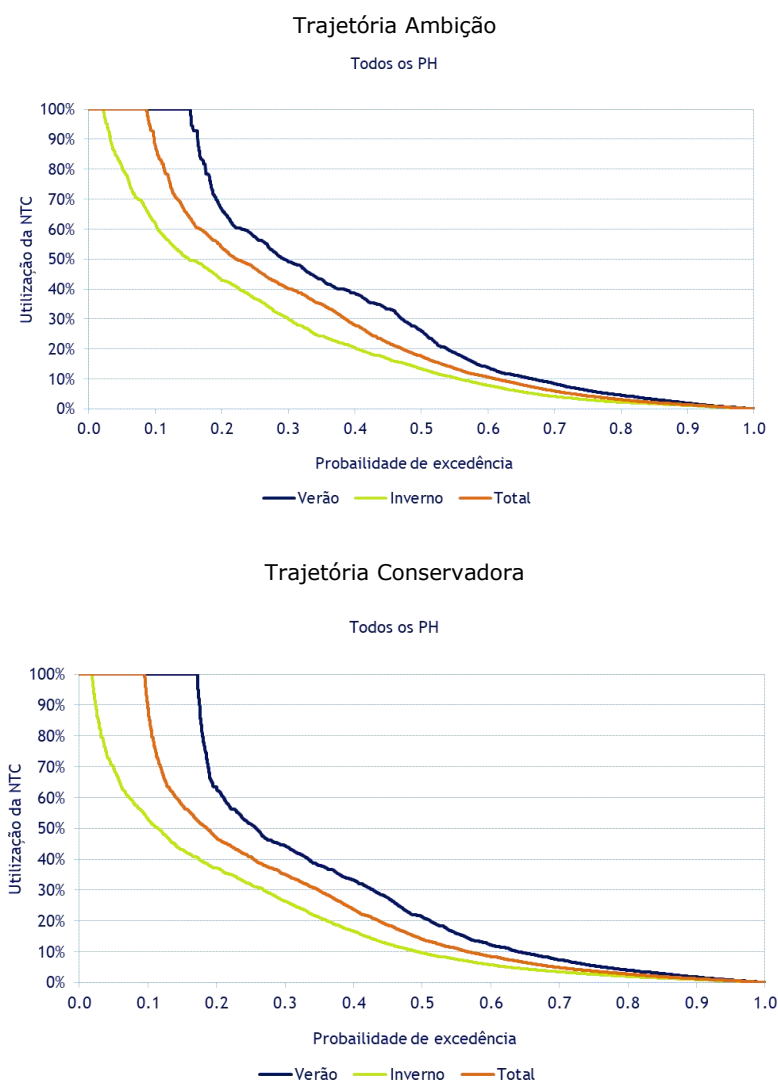 Trajetória Ambição
Todos os PH
Utilização da NTC
100%
90%
80%
70%
60%
50%
40%
30%
20%
10%
0%
0.0 0.1 0.2 0.3 0.4 0.5 0.6 0.7 0.8 0.9 1.0
Probailidade de excedência
Verão Inverno Total
Trajetória Conservadora
Todos os PH
Utilização da NTC
100%
90%
80%
70%
60%
50%
40%
30%
20%
10%
0%
0.0 0.1 0.2 0.3 0.4 0.5 0.6 0.7 0.8 0.9 1.0
Probailidade de excedência
Verão Inverno Total